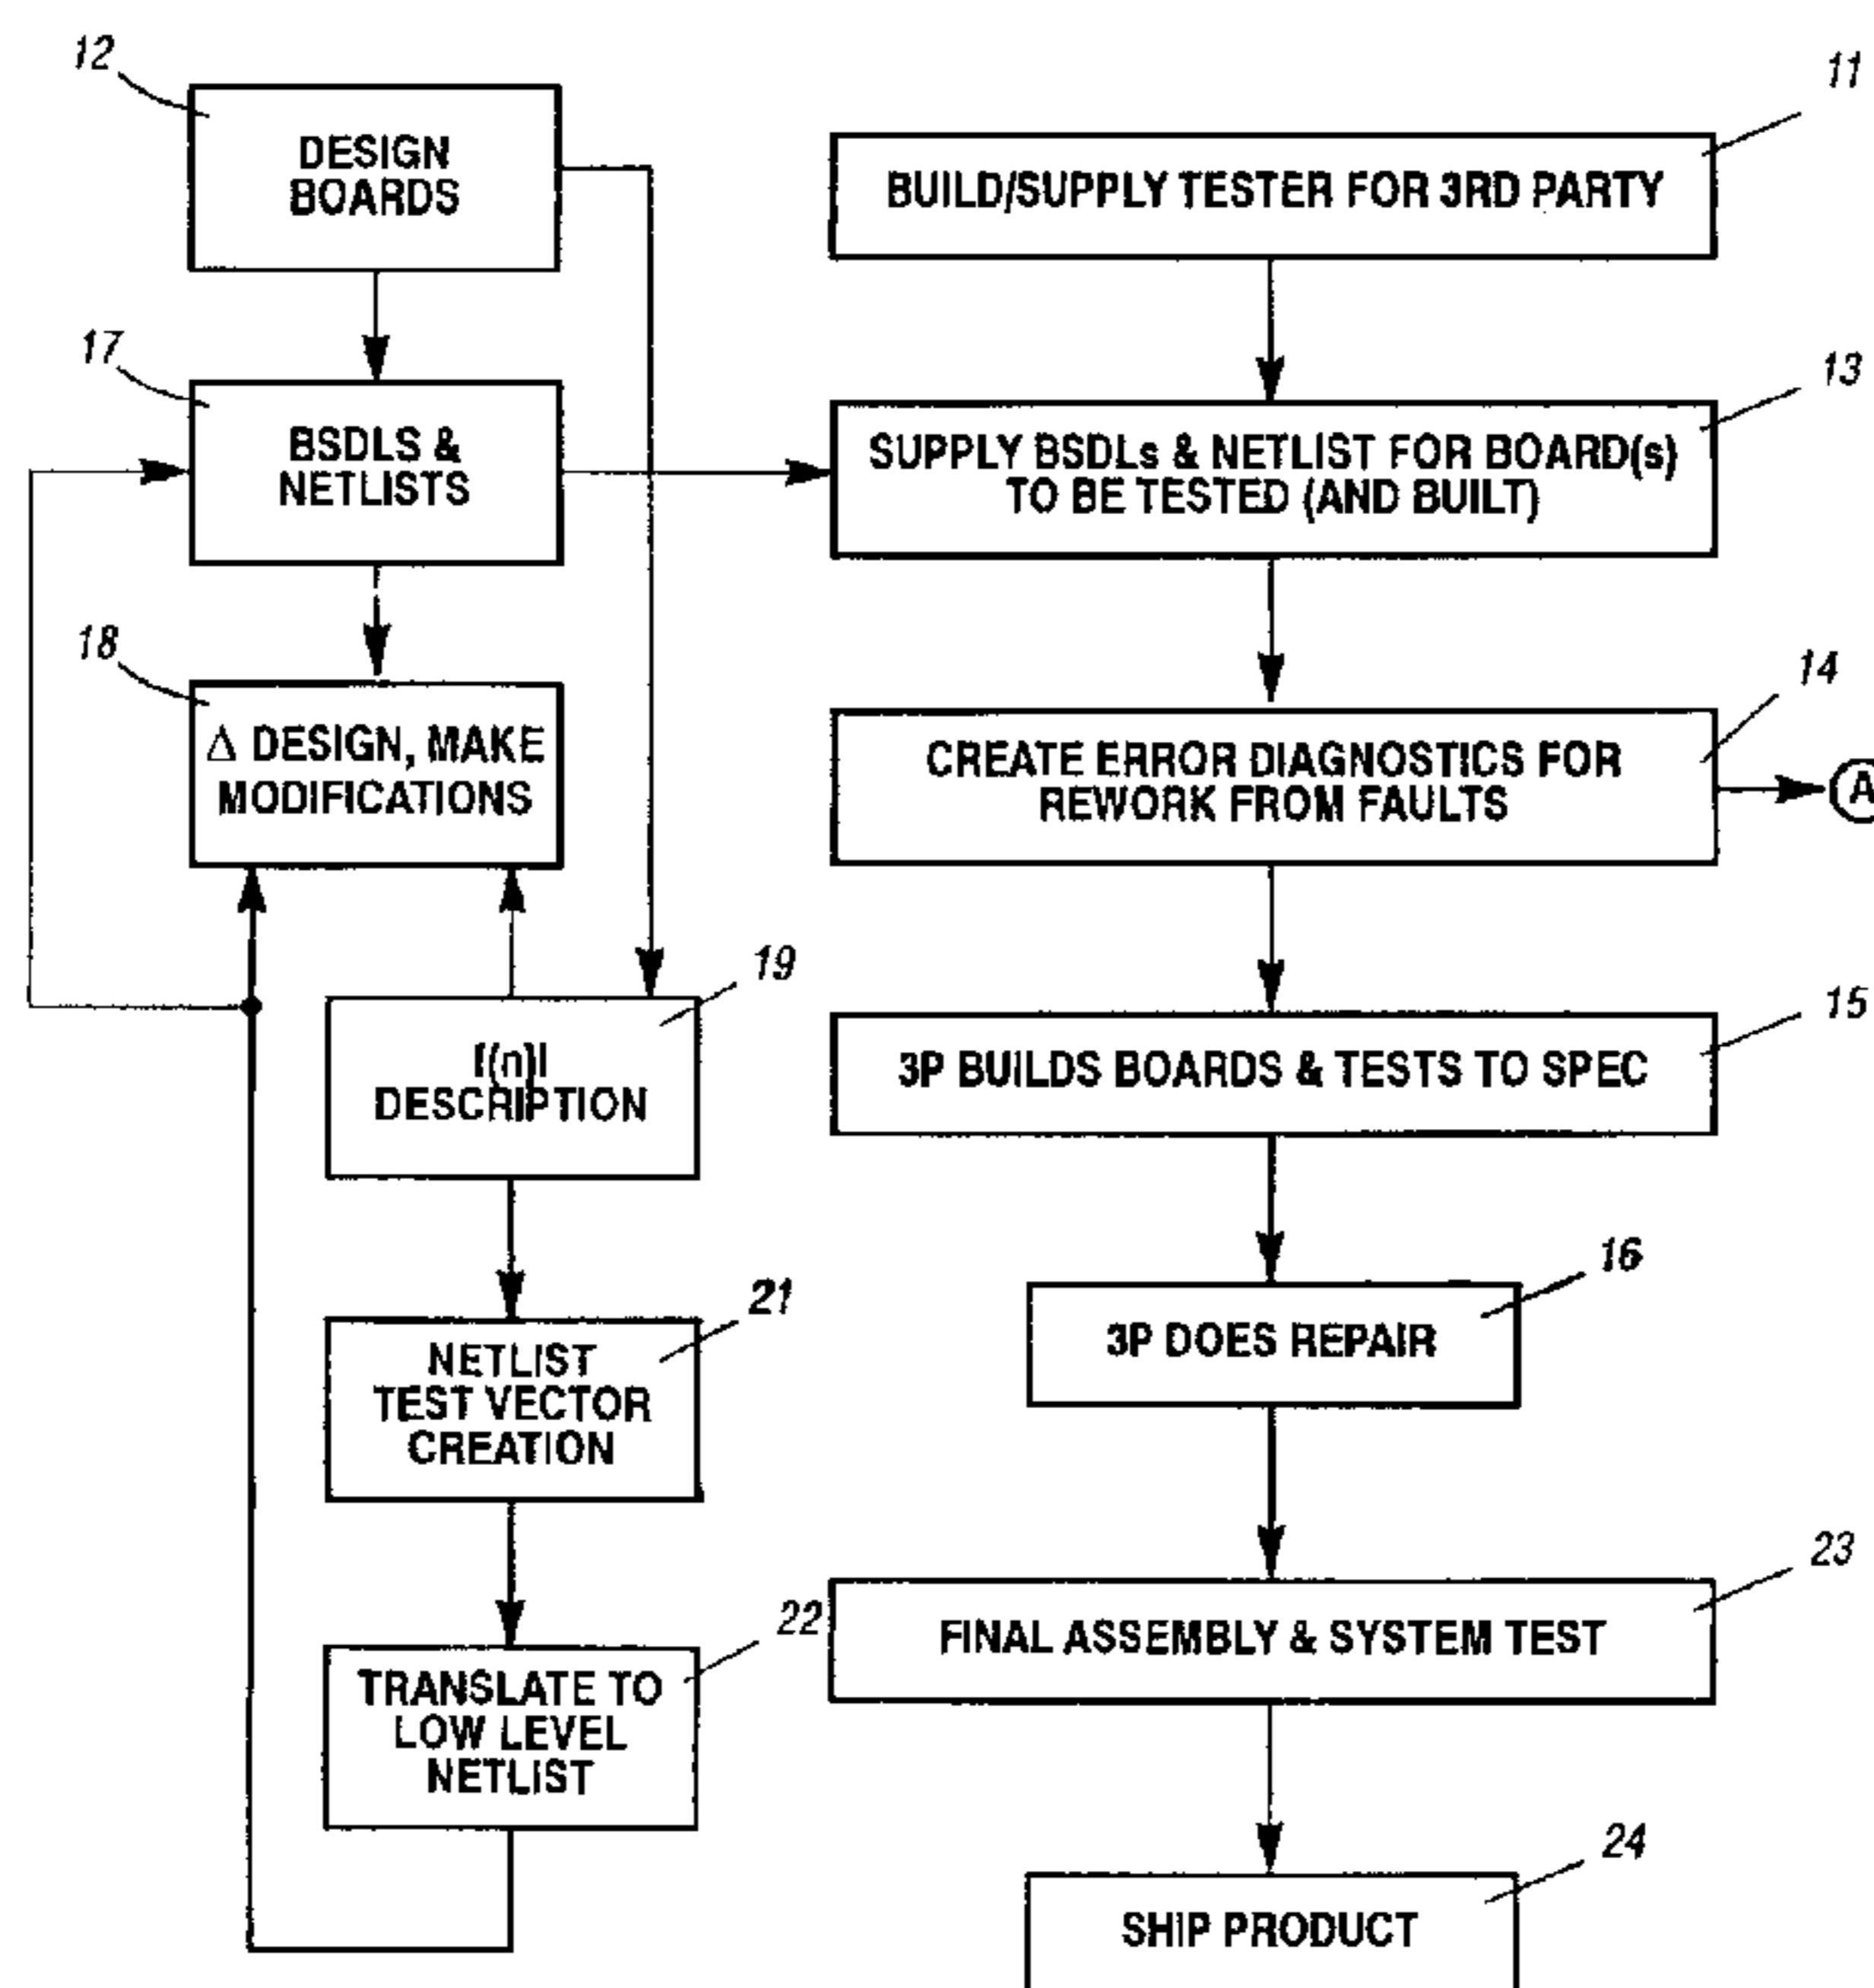 12
DESIGN
BOARDS
11
BUILD/SUPPLY TESTER FOR 3RD PARTY
17
BSDLS &
NETLISTS
13
SUPPLY BSDLs & NETLIST FOR BOARD(s)
TO BE TESTED (AND BUILT)
18
Δ DESIGN, MAKE
MODIFICATIONS
14
CREATE ERROR DIAGNOSTICS FOR
REWORK FROM FAULTS
A
19
DESCRIPTION
15
3P BUILDS BOARDS & TESTS TO SPEC
21
NETLIST
TEST VECTOR
CREATION
16
3P DOES REPAIR
22
TRANSLATE TO
LOW LEVEL
NETLIST
23
FINAL ASSEMBLY & SYSTEM TEST
24
SHIP PRODUCT